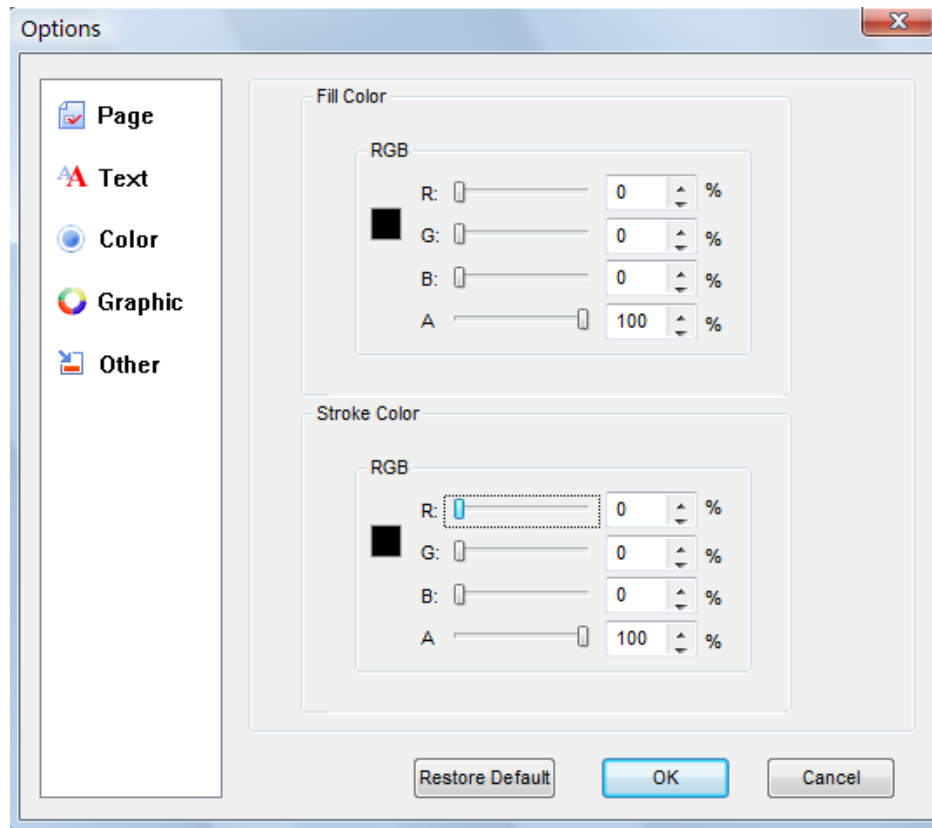 Options
Page
Text
Color
Graphic
Other
Fill Color
RGB
R: 0 %
G: 0 %
B: 0 %
A 100 %
Stroke Color
RGB
R: 0 %
G: 0 %
B: 0 %
A 100 %
Restore Default OK Cancel